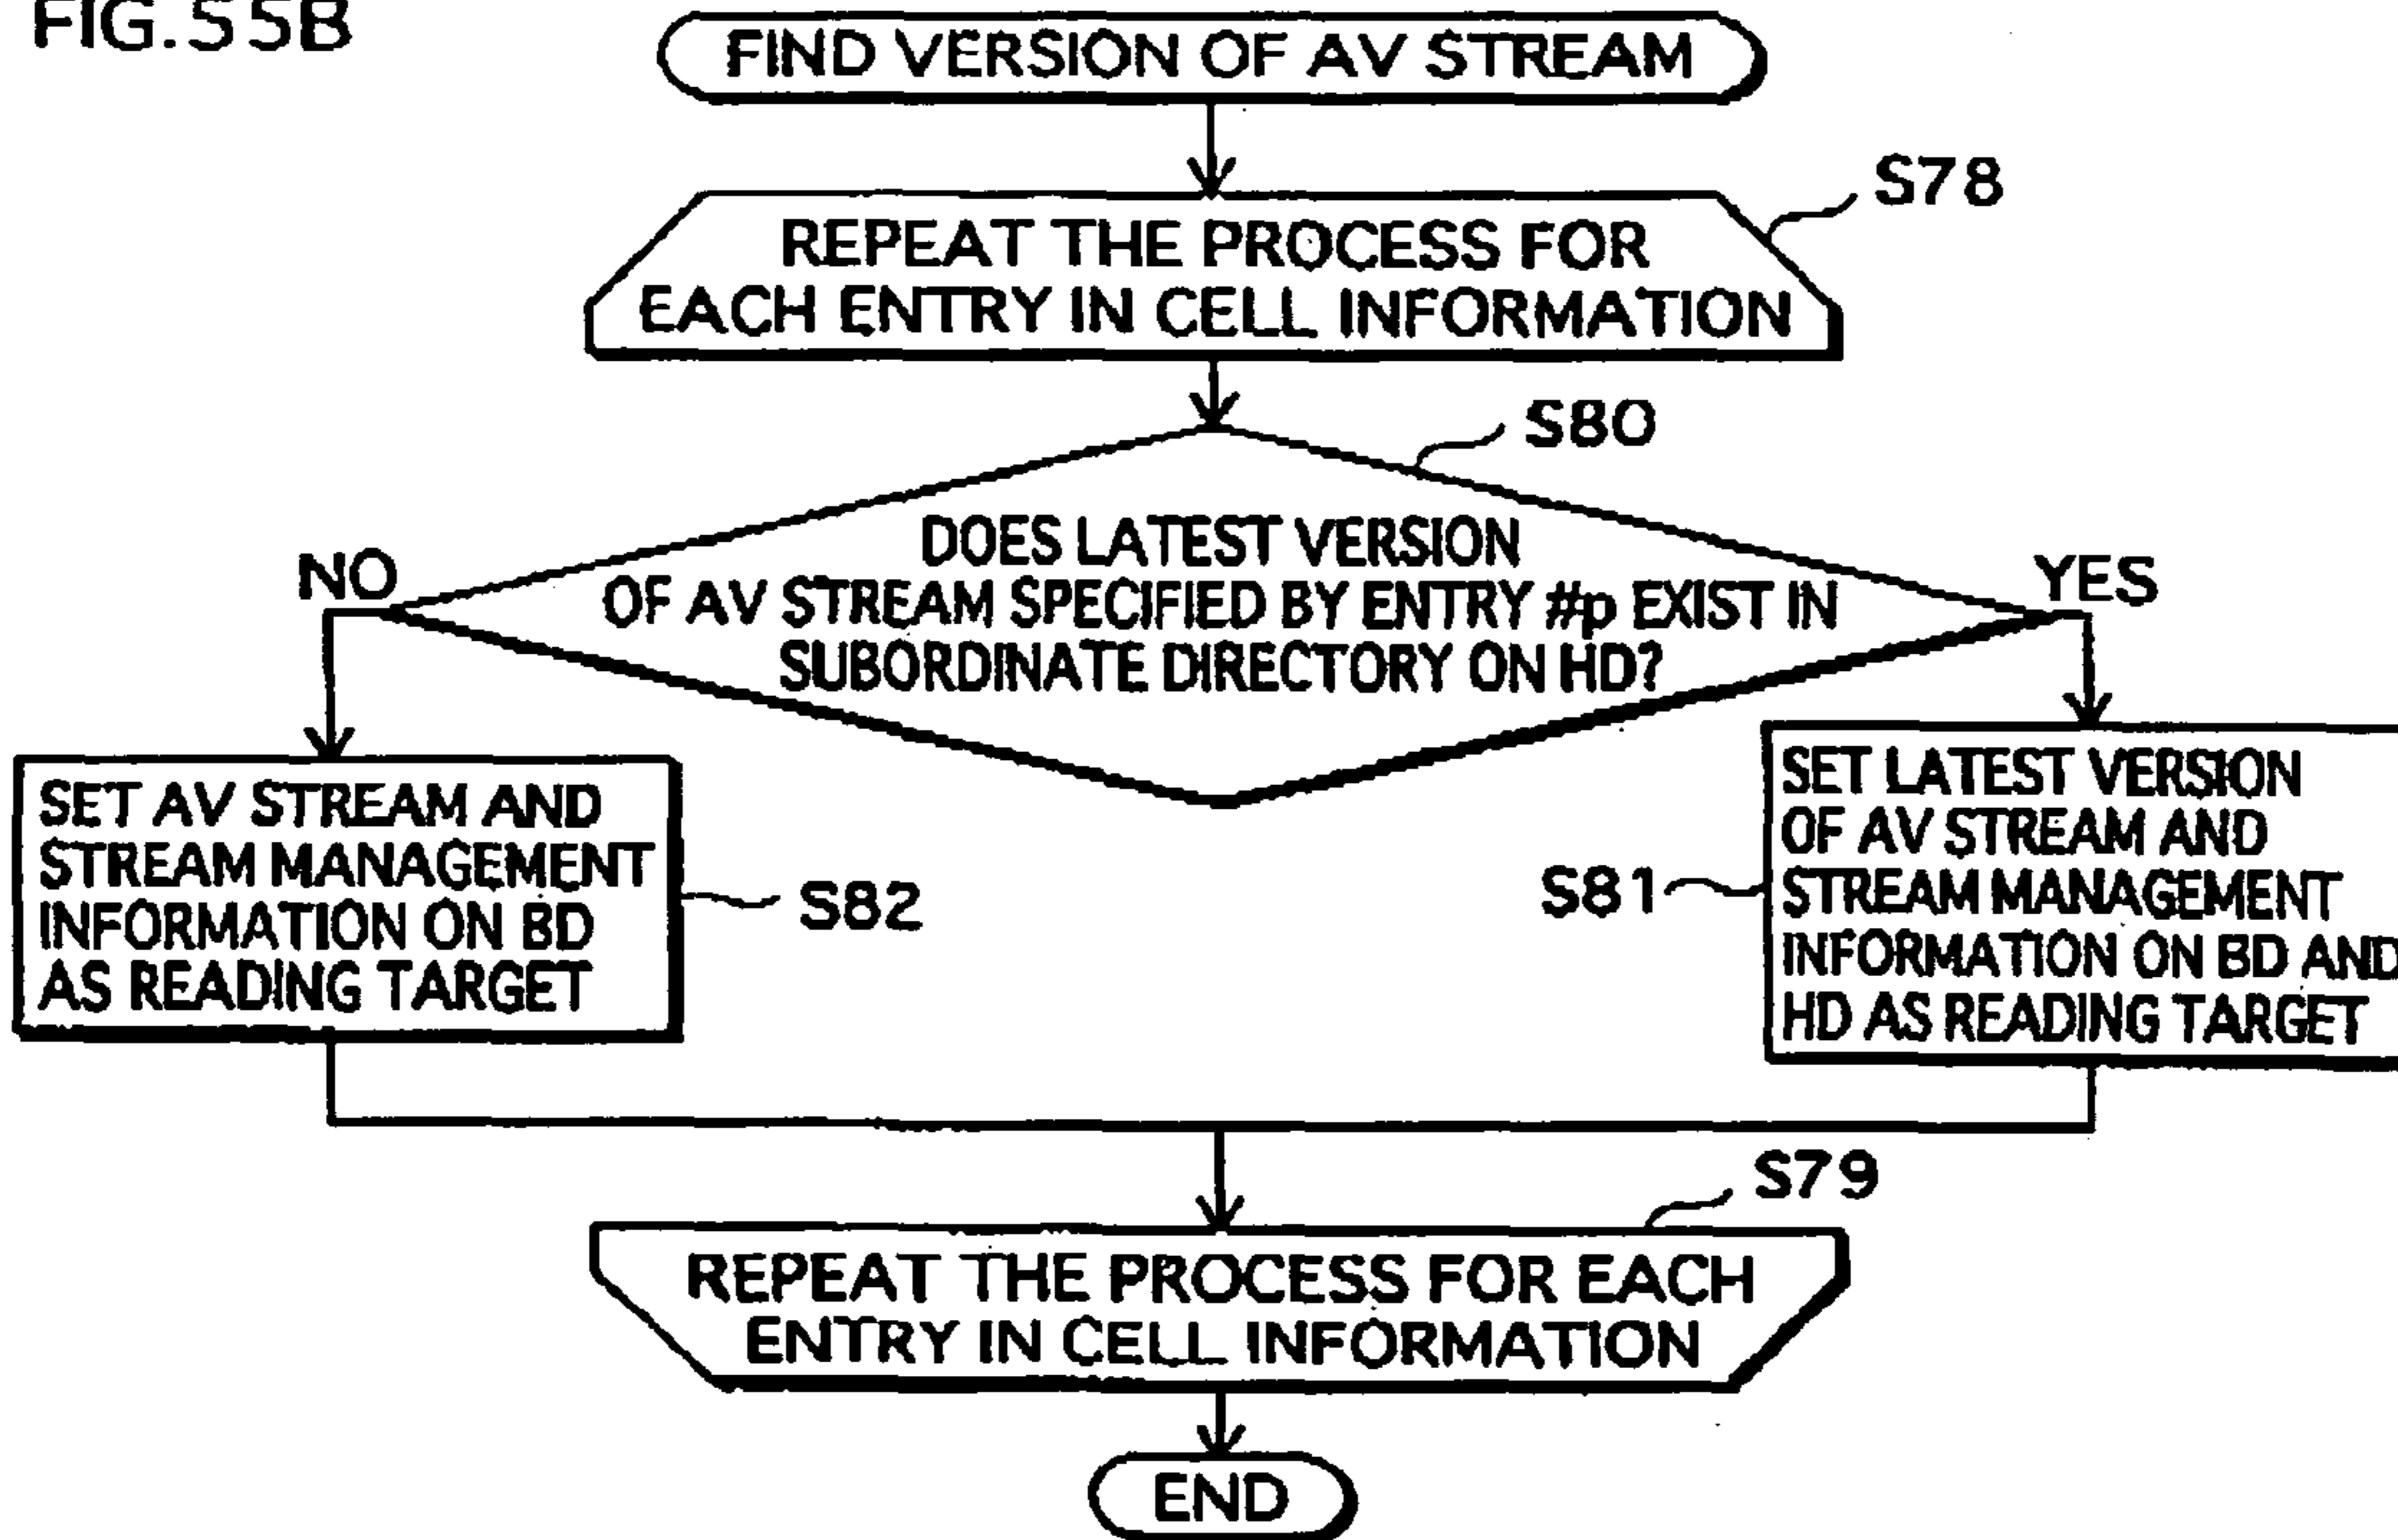 FIG.55B
FIND VERSION OF AV STREAM
S78
REPEAT THE PROCESS FOR
EACH ENTRY IN CELL INFORMATION
S80
DOES LATEST VERSION
OF AV STREAM SPECIFIED BY ENTRY #p EXIST IN
SUBORDINATE DIRECTORY ON HD?
NO
YES
SET AV STREAM AND
STREAM MANAGEMENT
INFORMATION ON BD
AS READING TARGET
S82
S81
SET LATEST VERSION
OF AV STREAM AND
STREAM MANAGEMENT
INFORMATION ON BD AND
HD AS READING TARGET
S79
REPEAT THE PROCESS FOR EACH
ENTRY IN CELL INFORMATION
END